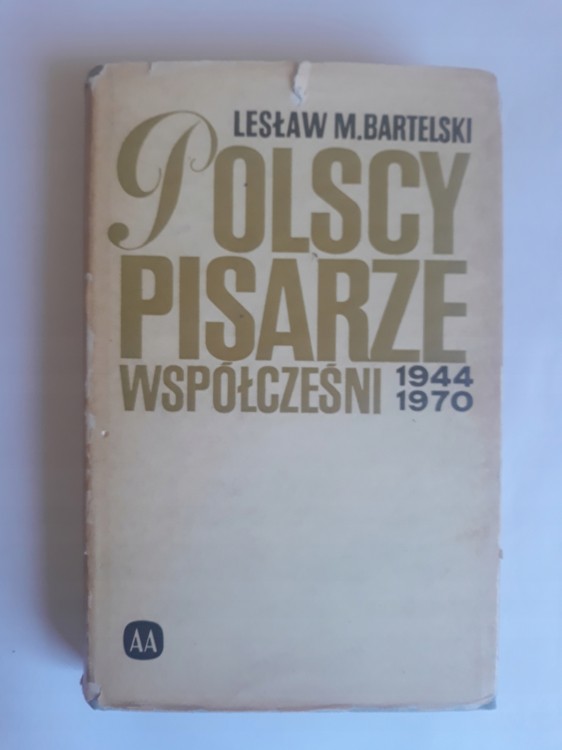 LESŁAW M.BARTELSKI
POLSCY
PISARZE
WSPÓŁCZEŚNI 1944
1970
AA